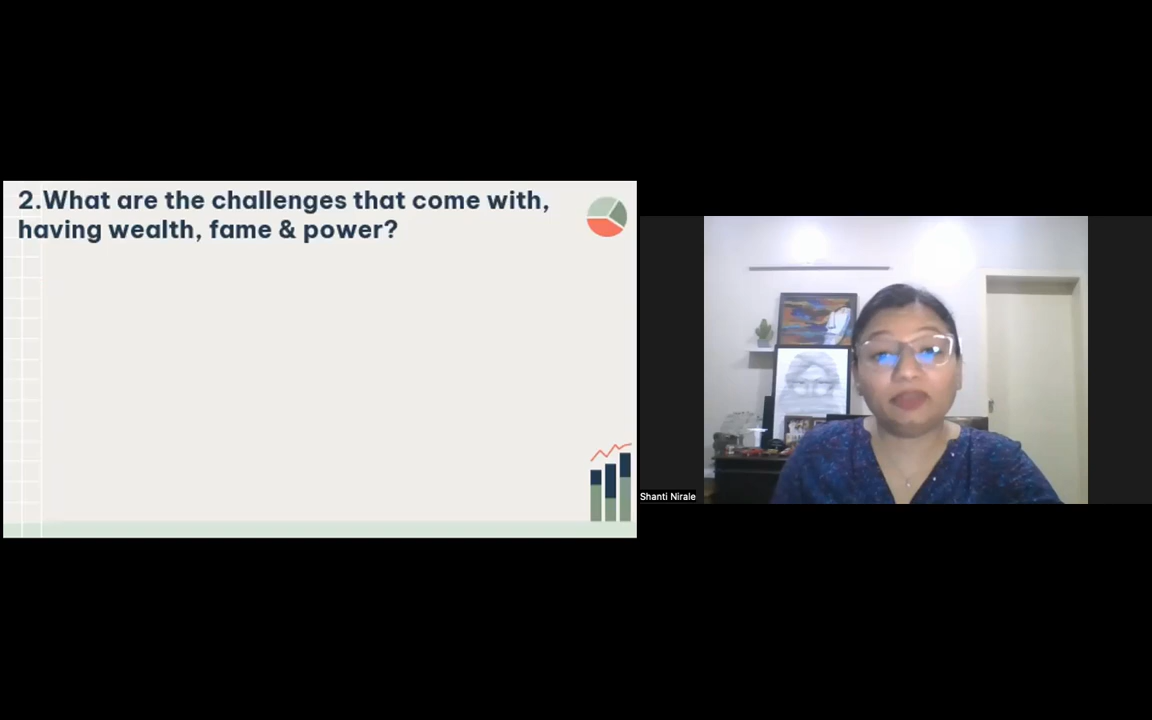 2.What are the challenges that come with,
having wealth, fame & power?
Shanti Nirale